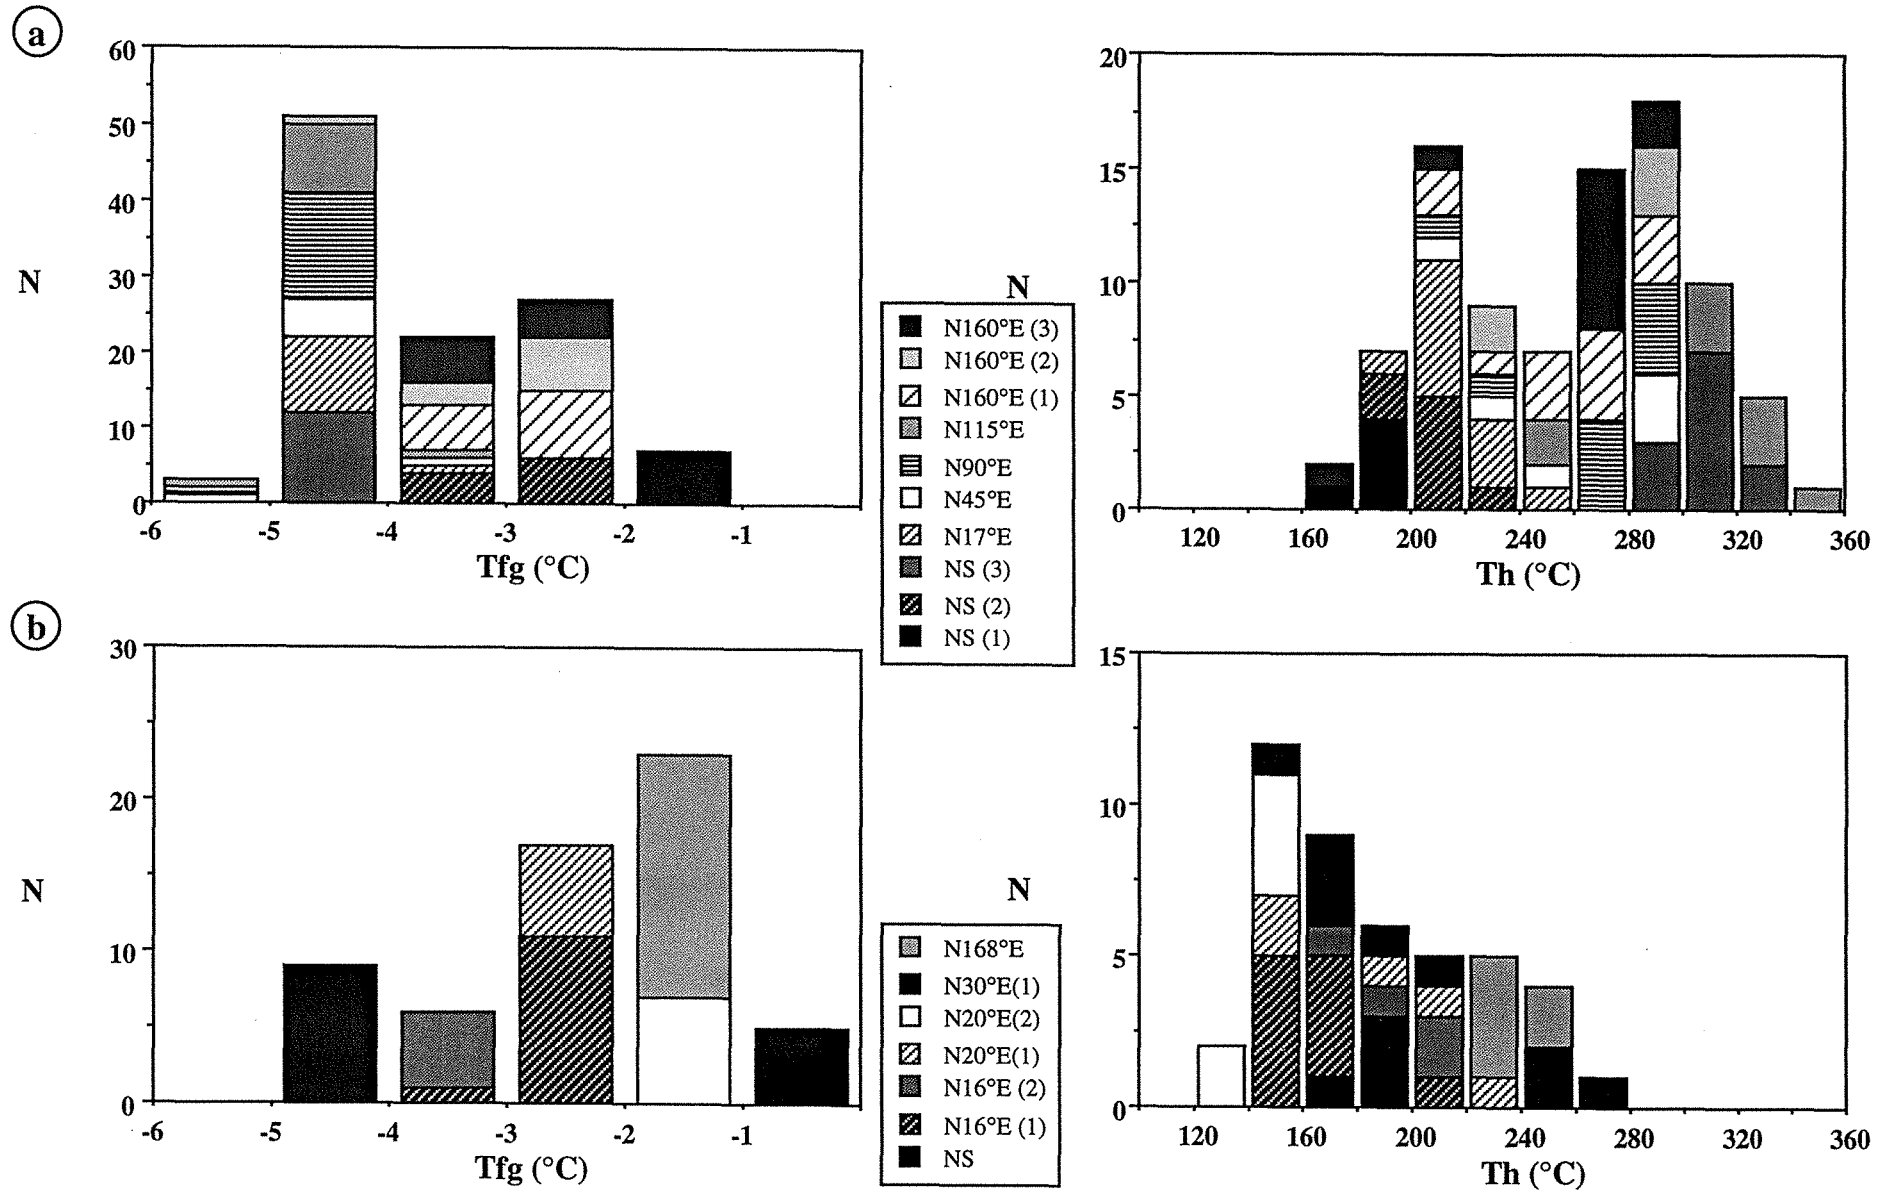 a
60
50
40
30
20
10
0
N
-6 -5 -4 -3 -2 -1
Tfg (°C)
N160°E (3)
N160°E (2)
N160°E (1)
N115°E
N90°E
N45°E
N17°E
NS (3)
NS (2)
NS (1)
20
15
10
5
0
N
120 160 200 240 280 320 360
Th (°C)
b
30
20
10
0
N
-6 -5 -4 -3 -2 -1
Tfg (°C)
N168°E
N30°E(1)
N20°E(2)
N20°E(1)
N16°E (2)
N16°E (1)
NS
15
10
5
0
N
120 160 200 240 280 320 360
Th (°C)